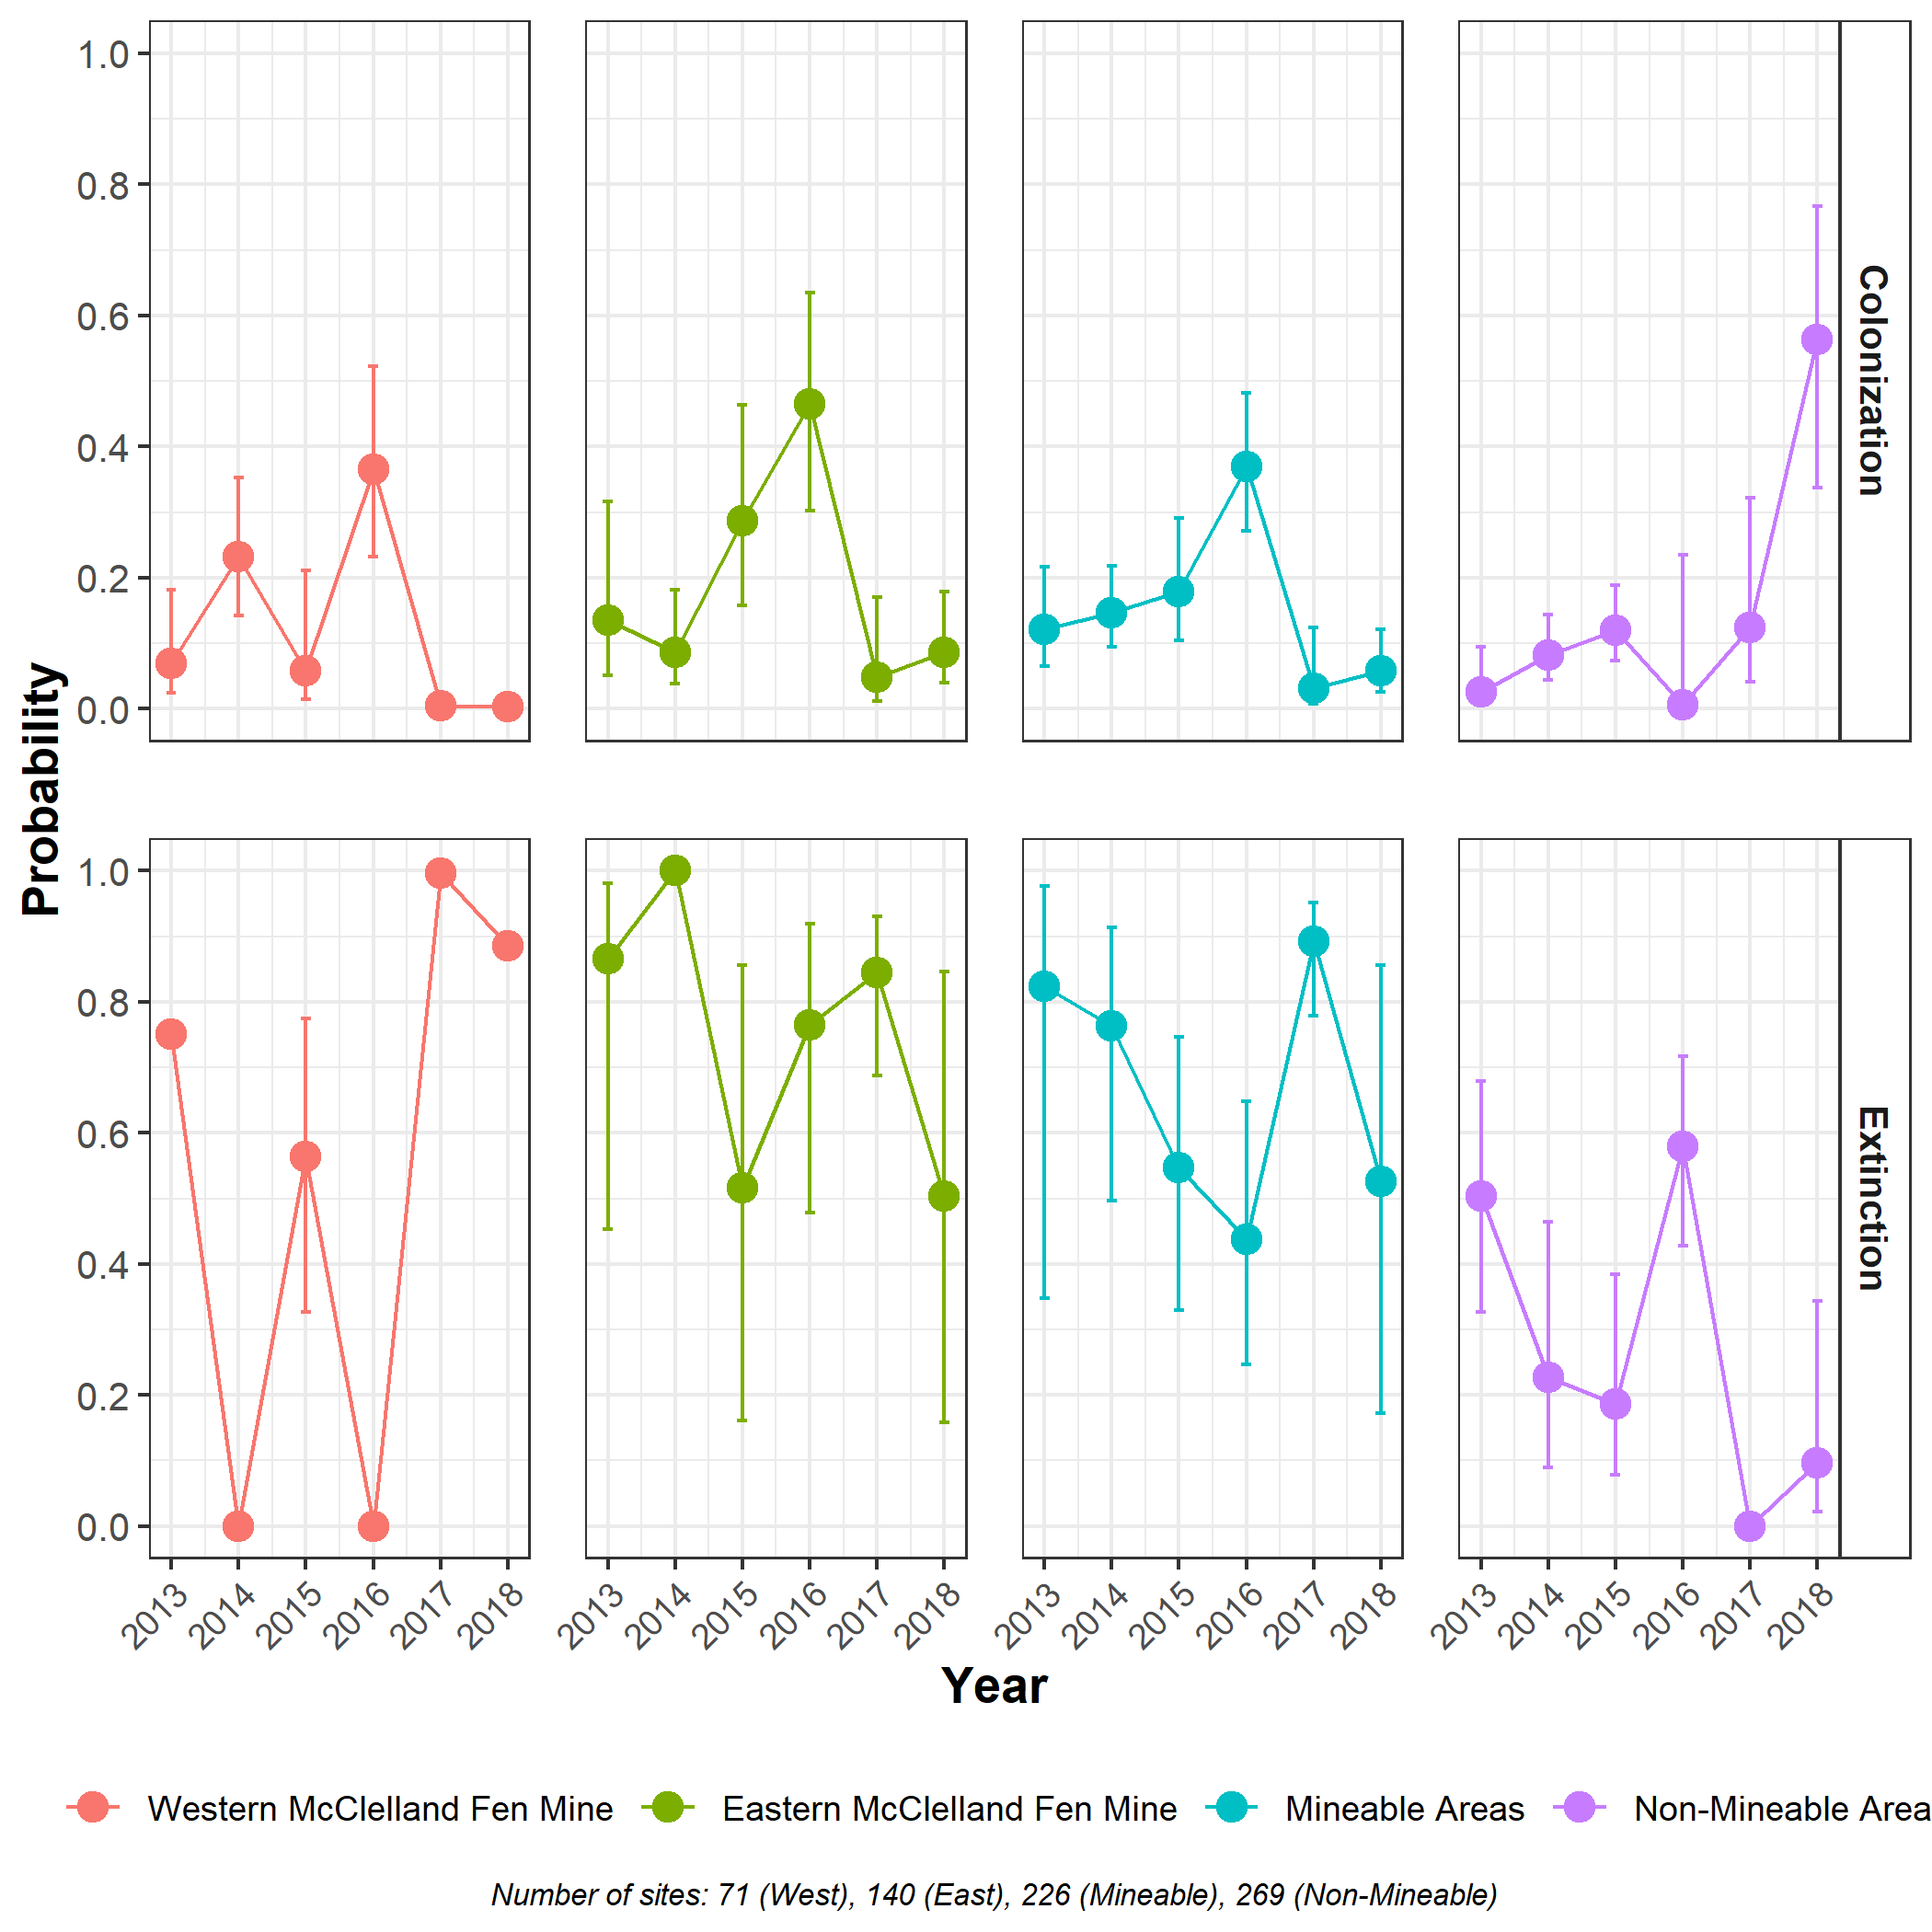 1.0
0.8
0.6
0.4
0.2
0.0
Colonization
Probability
1.0
0.8
0.6
0.4
0.2
0.0
Extinction
2013 2014 2015 2016 2017 2018 2013 2014 2015 2016 2017 2018 2013 2014 2015 2016 2017 2018 2013 2014 2015 2016 2017 2018
Year
Western McClelland Fen Mine Eastern McClelland Fen Mine Mineable Areas Non-Mineable Area
Number of sites: 71 (West), 140 (East), 226 (Mineable), 269 (Non-Mineable)